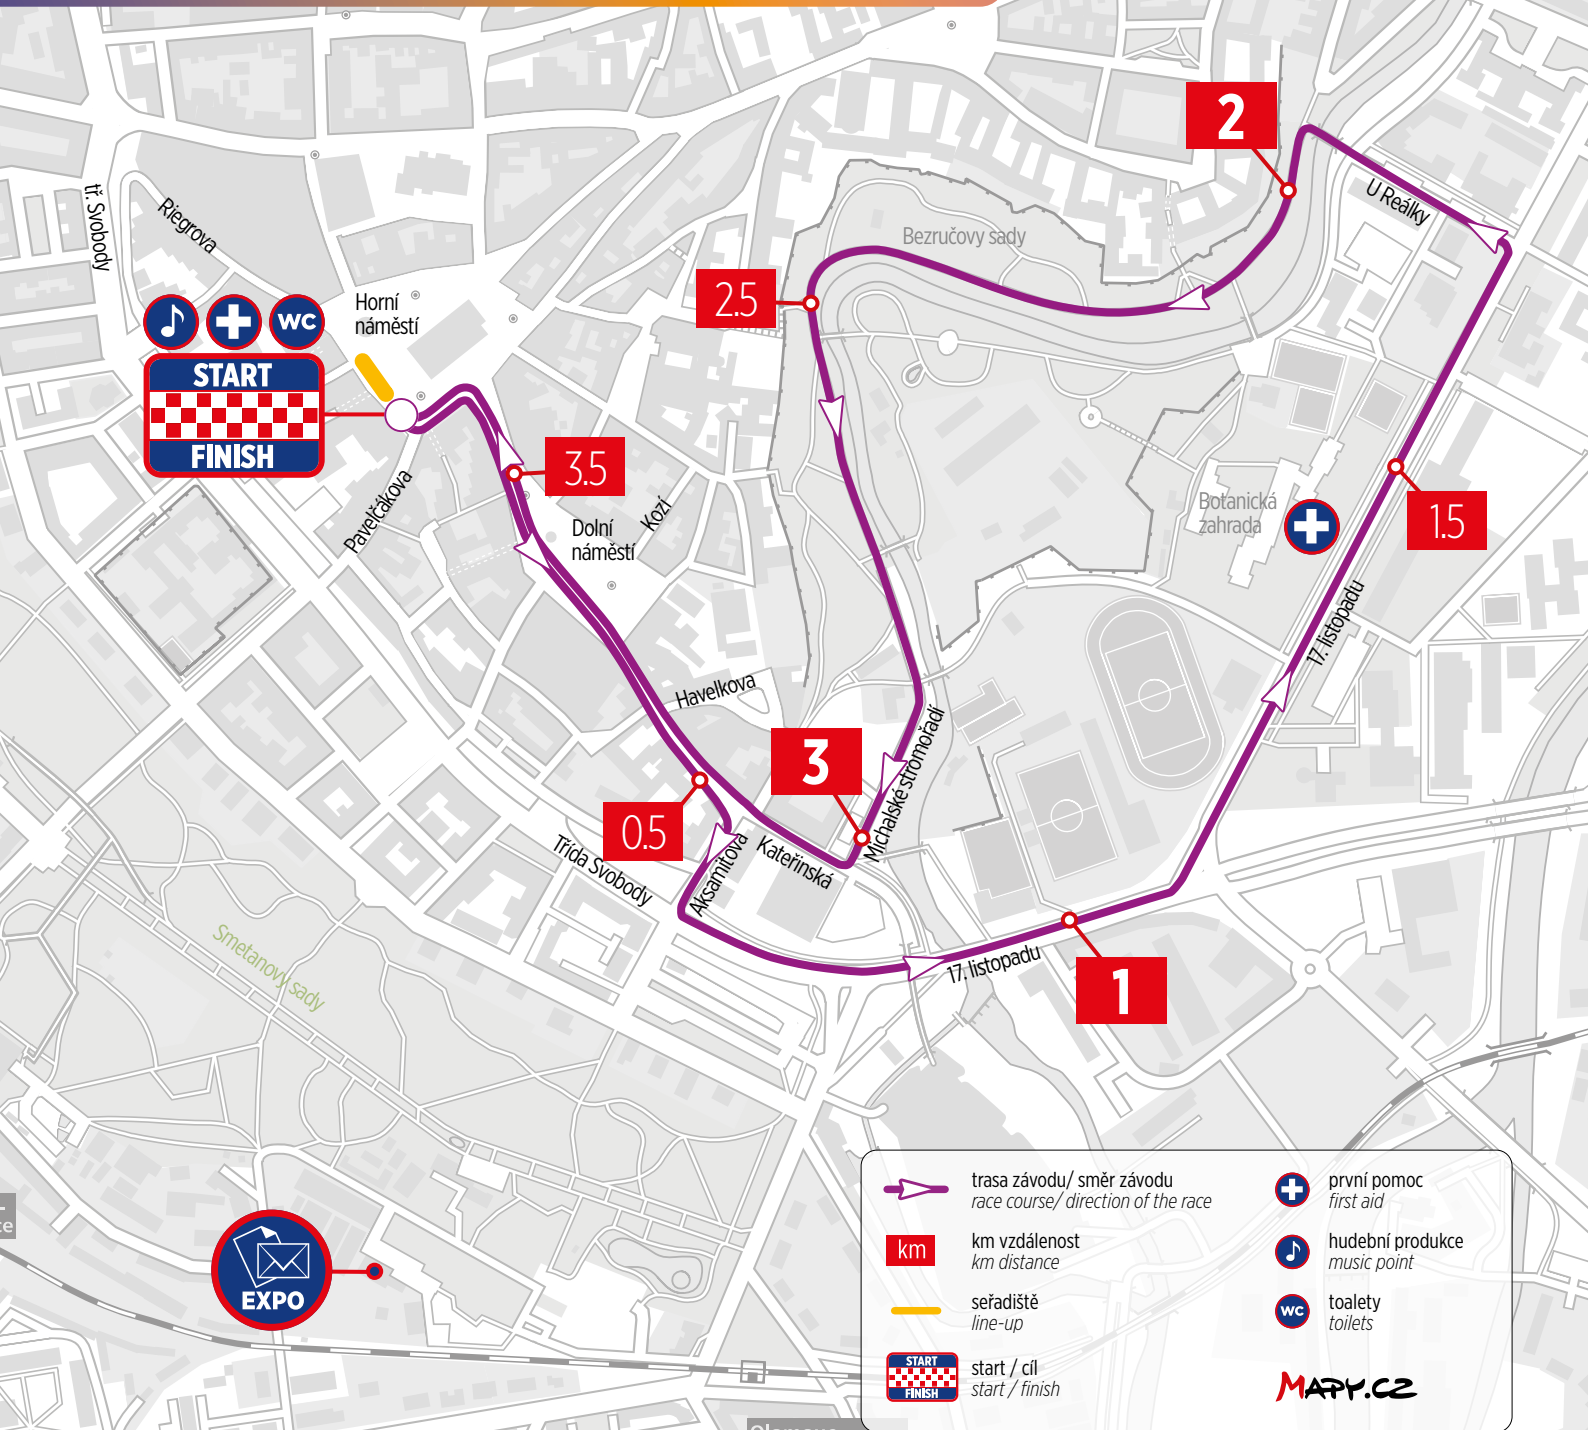 2
U Reálky
tř. Svobody
Riegrova
Bezručovy sady
Horní
náměstí
2.5
WC
START
FINISH
3.5
Pavelčákova
Kozí
Dolní
náměstí
Botanická
zahrada
1.5
17. listopadu
Havelkova
3
Michalské stromořadí
0.5
Aksamitova
Kateřinská
Třída Svobody
Smetanovy sady
17. listopadu
1
EXPO
trasa závodu/ směr závodu
race course/ direction of the race
km
km vzdálenost
km distance
seřadiště
line-up
START
FINISH
start / cíl
start / finish
první pomoc
first aid
hudební produkce
music point
WC
toalety
toilets
MAPY.CZ